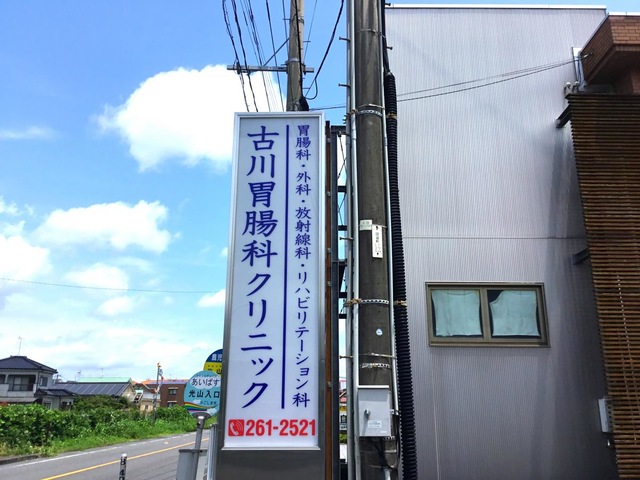 胃腸科・外科・放射線科・リハビリテーション科
古川胃腸科クリニック
261-2521
あいばす
光山入口